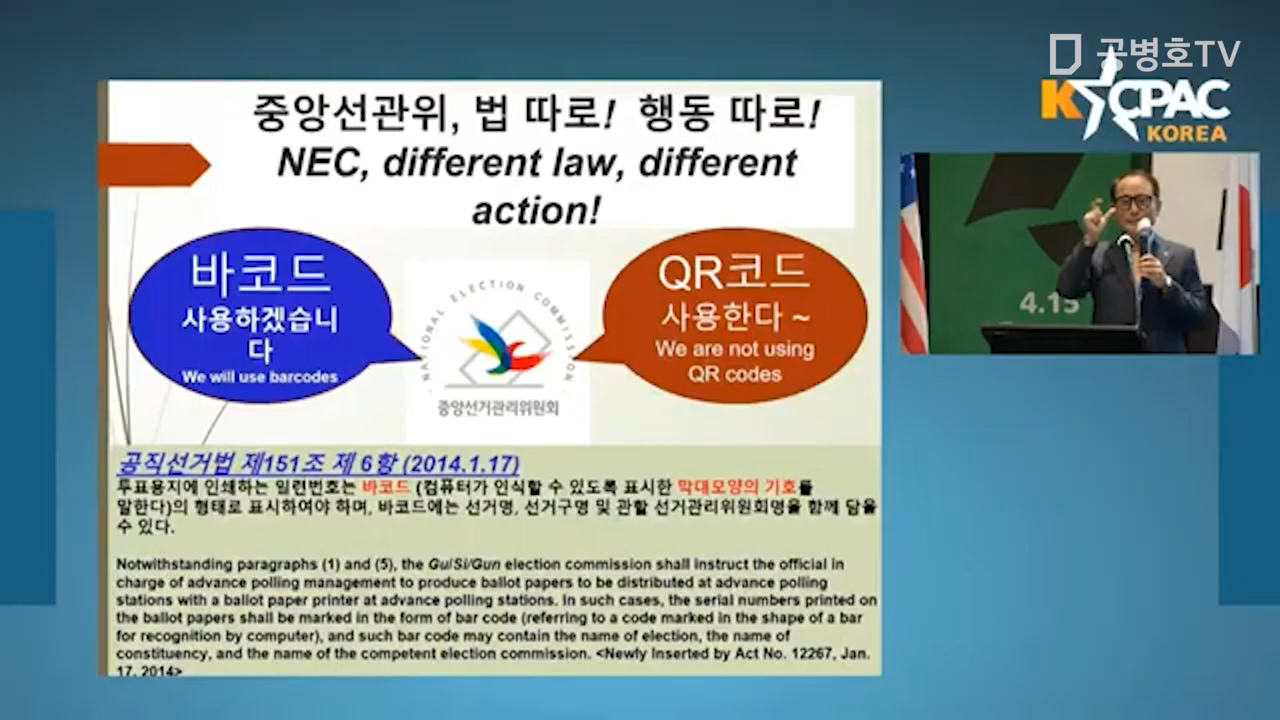 공병호TV
KCPAC
KOREA
중앙선관위, 법 따로! 행동 따로!
NEC, different law, different
action!
바코드
사용하겠습니
다
We will use barcodes
NATIONAL ELECTION COMMISSION
중앙선거관리위원회
QR코드
사용한다 ~
We are not using
QR codes
4.15
공직선거법 제151조 제 6항 (2014.1.17)
투표용지에 인쇄하는 일련번호는 바코드 (컴퓨터가 인식할 수 있도록 표시한 막대모양의 기호를
말한다)의 형태로 표시하여야 하며, 바코드에는 선거명, 선거구명 및 관할 선거관리위원회명을 함께 담을
수 있다.
Notwithstanding paragraphs (1) and (5), the Gu/Si/Gun election commission shall instruct the official in
charge of advance polling management to produce ballot papers to be distributed at advance polling
stations with a ballot paper printer at advance polling stations. In such cases, the serial numbers printed on
the ballot papers shall be marked in the form of bar code (referring to a code marked in the shape of a bar
for recognition by computer), and such bar code may contain the name of election, the name of
constituency, and the name of the competent election commission. <Newly Inserted by Act No. 12267, Jan.
17, 2014>